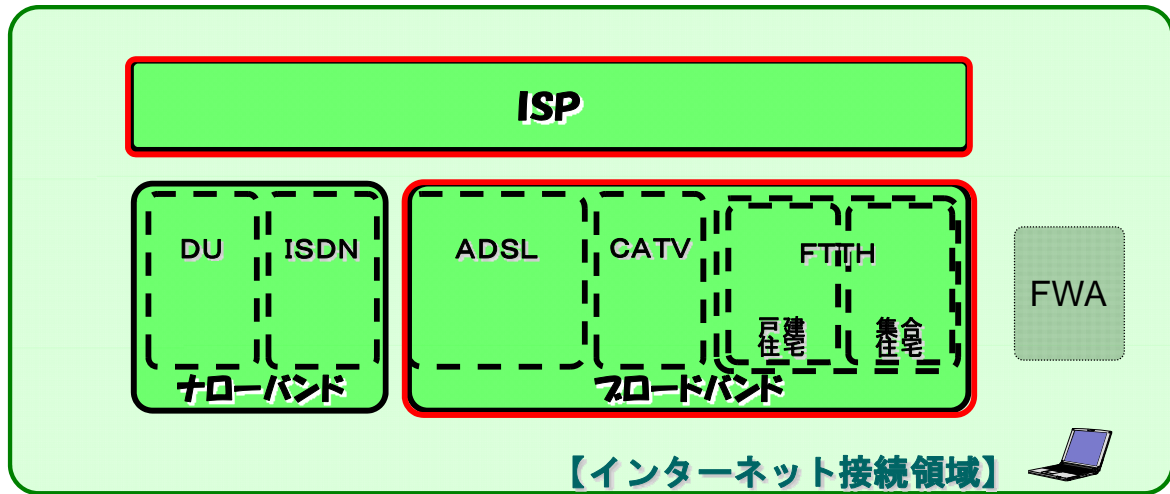 ISP
DU
ISDN
ADSL
CATV
FTTH
戸建
住宅
集合
住宅
ナローバンド
ブロードバンド
FWA
【インターネット接続領域】